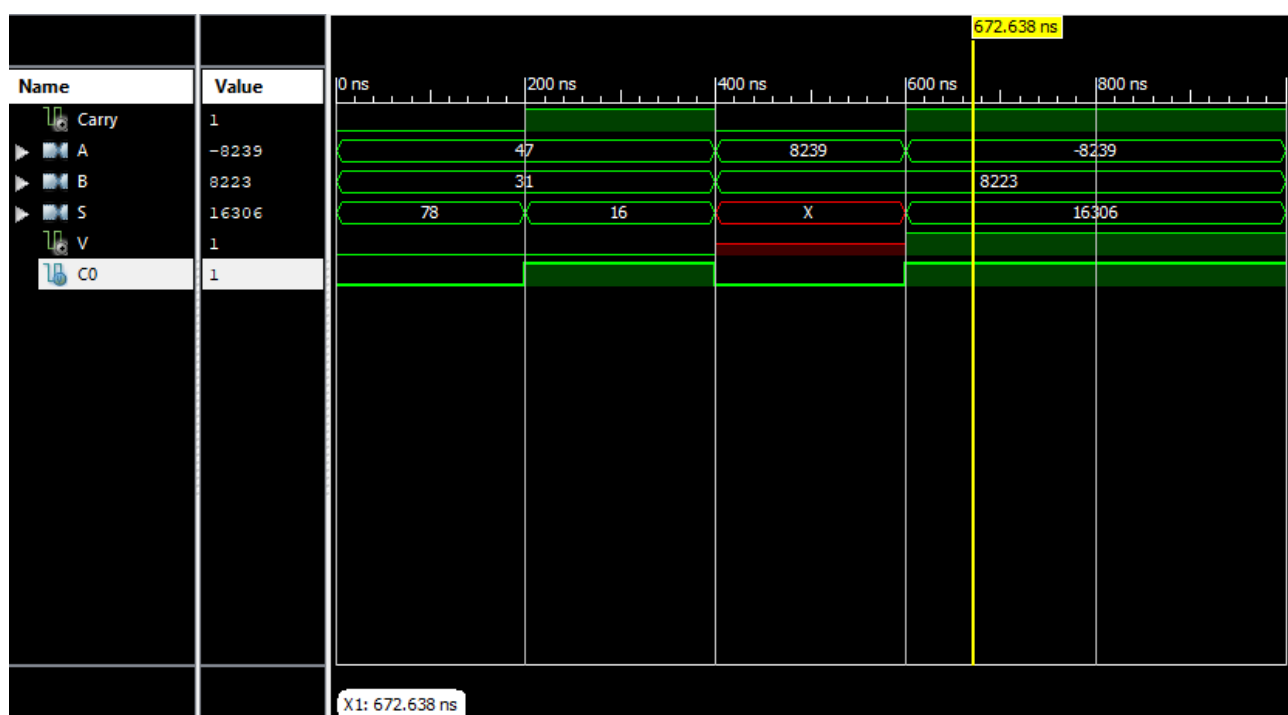 672.638 ns
Name Value 0 ns 200 ns 400 ns 600 ns 800 ns
Carry 1
A -8239 47 8239 -8239
B 8223 31 8223
S 16306 78 16 X 16306
V 1
C0 1
X1: 672.638 ns